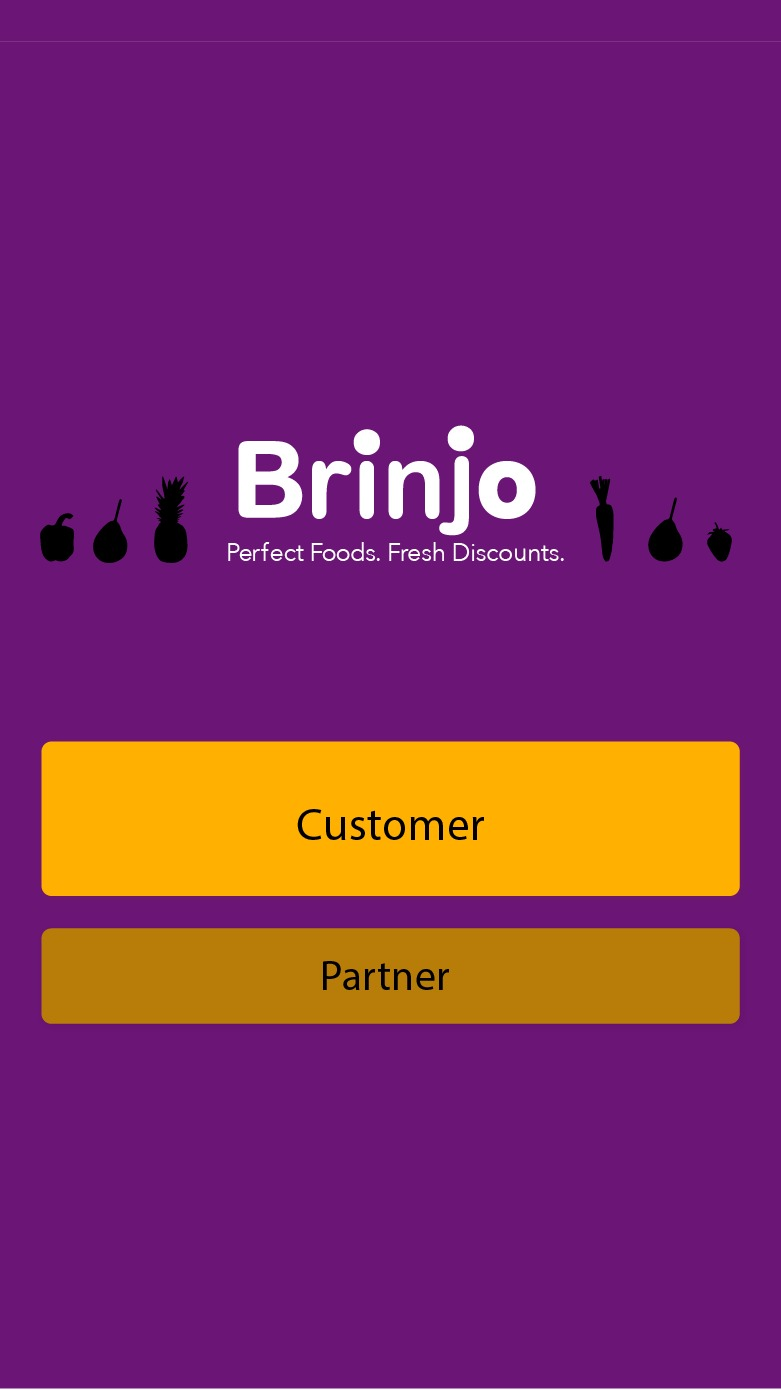 Brinjo
Perfect Foods. Fresh Discounts.
Customer
Partner